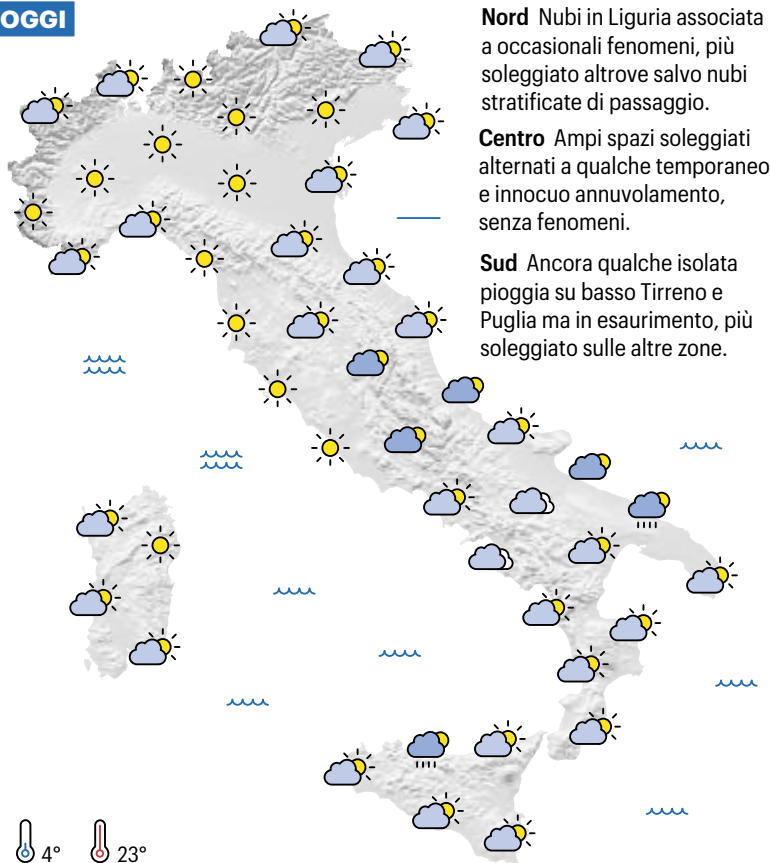 OGGI
Nord Nubi in Liguria associata
a occasionali fenomeni, più
soleggiato altrove salvo nubi
stratificate di passaggio.
Centro Ampi spazi soleggiati
alternati a qualche temporaneo
e innocuo annuvolamento,
senza fenomeni.
Sud Ancora qualche isolata
pioggia su basso Tirreno e
Puglia ma in esaurimento, più
soleggiato sulle altre zone.
4° 23°